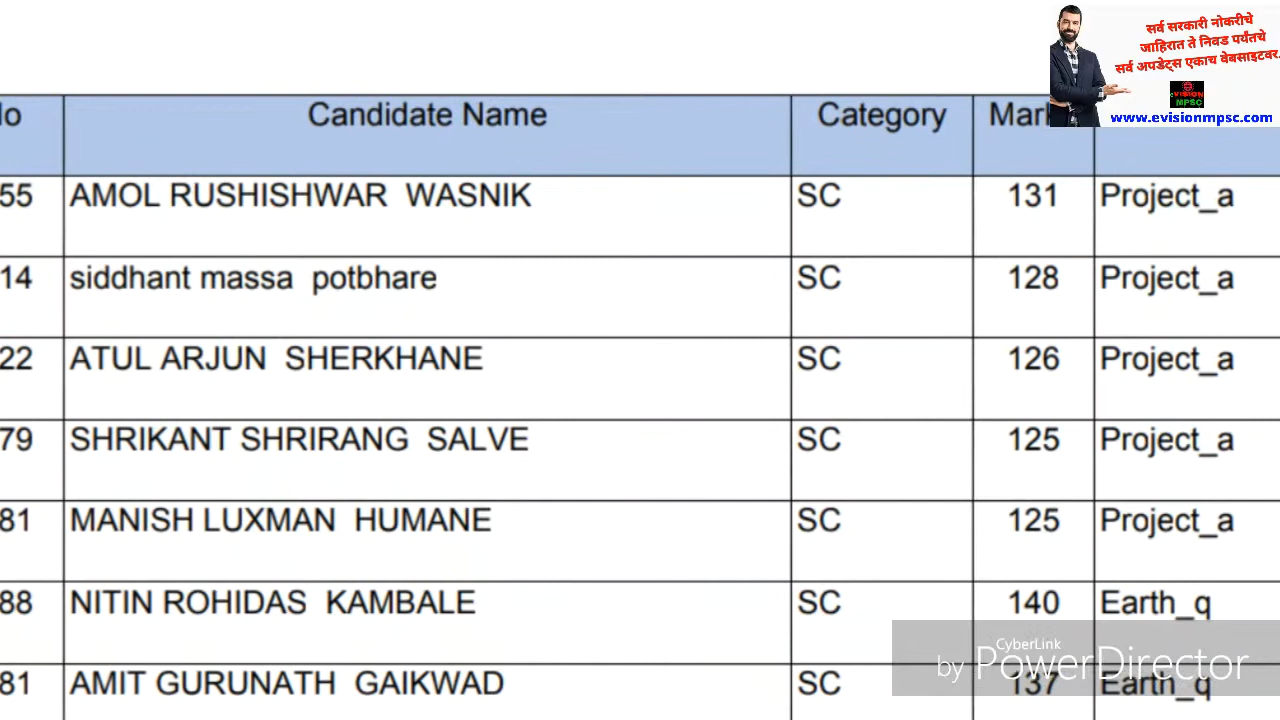 सर्व सरकारी नोकरीचे
जाहिरात ते निवड पर्यंतचे
सर्व अपडेट्स एकाच वेबसाइटवर.
eVISION
MPSC
www.evisionmpsc.com
No Candidate Name Category Mark
55 AMOL RUSHISHWAR WASNIK SC 131 Project_a
14 siddhant massa potbhare SC 128 Project_a
22 ATUL ARJUN SHERKHANE SC 126 Project_a
79 SHRIKANT SHRIRANG SALVE SC 125 Project_a
81 MANISH LUXMAN HUMANE SC 125 Project_a
88 NITIN ROHIDAS KAMBALE SC 140 Earth_q
81 AMIT GURUNATH GAIKWAD SC 137 Earth_q
CyberLink
by PowerDirector